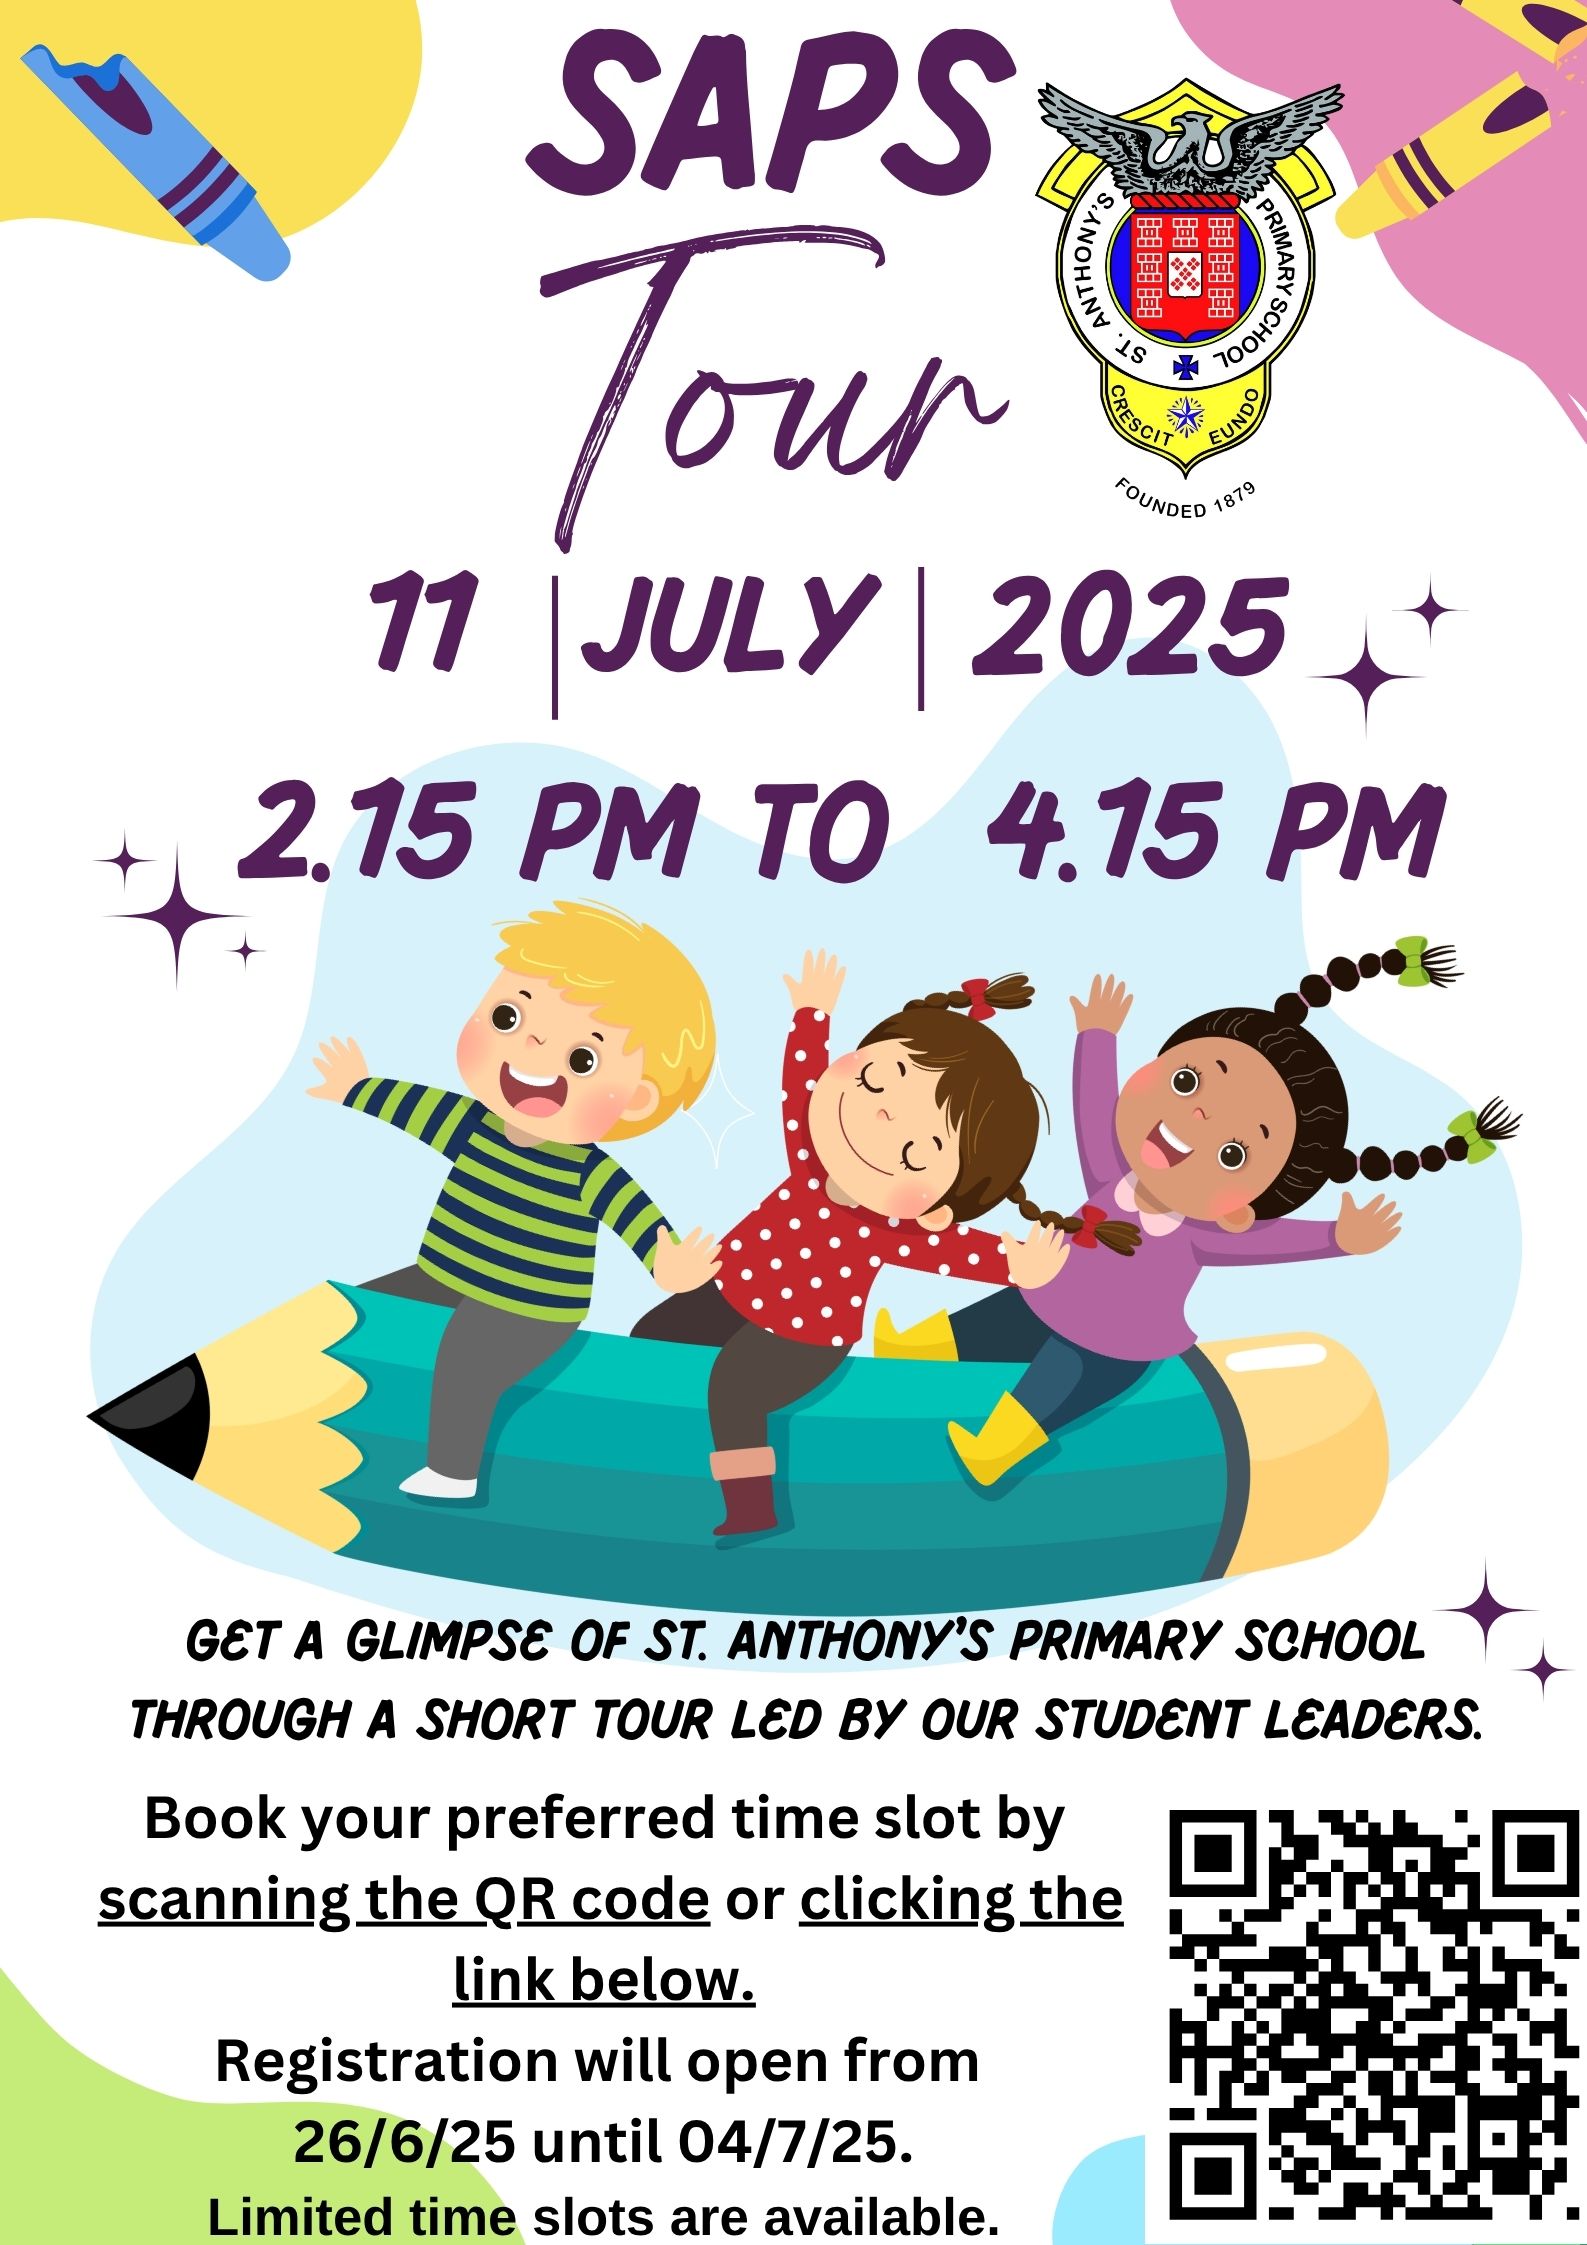 SAPS
Tour
ST. ANTHONY'S PRIMARY SCHOOL
CRESCIT EUNDO
FOUNDED 1879
11 | JULY | 2025
2.15 PM TO 4.15 PM
GET A GLIMPSE OF ST. ANTHONY'S PRIMARY SCHOOL
THROUGH A SHORT TOUR LED BY OUR STUDENT LEADERS.
Book your preferred time slot by
scanning the QR code or clicking the
link below.
Registration will open from
26/6/25 until 04/7/25.
Limited time slots are available.